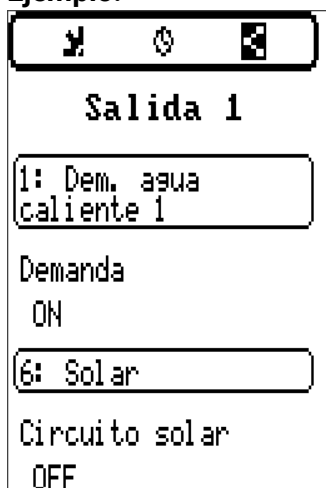 Ejemplo:
Salida 1
1: Dem. agua
caliente 1
Demanda
ON
6: Solar
Circuito solar
OFF